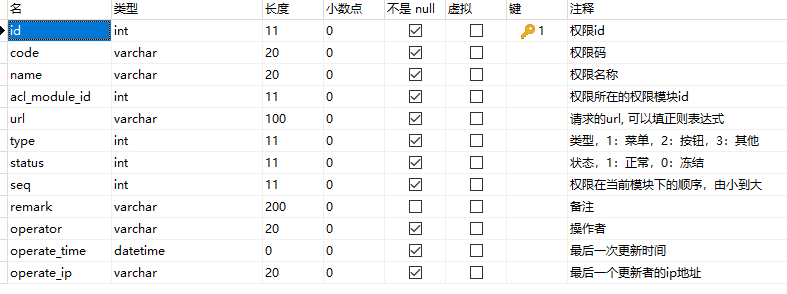 名 类型 长度 小数点 不是 null 虚拟 键 注释
id int 11 0 1 权限id
code varchar 20 0 权限码
name varchar 20 0 权限名称
acl_module_id int 11 0 权限所在的权限模块id
url varchar 100 0 请求的url, 可以填正则表达式
type int 11 0 类型，1：菜单，2：按钮，3：其他
status int 11 0 状态，1：正常，0：冻结
seq int 11 0 权限在当前模块下的顺序，由小到大
remark varchar 200 0 备注
operator varchar 20 0 操作者
operate_time datetime 0 0 最后一次更新时间
operate_ip varchar 20 0 最后一个更新者的ip地址